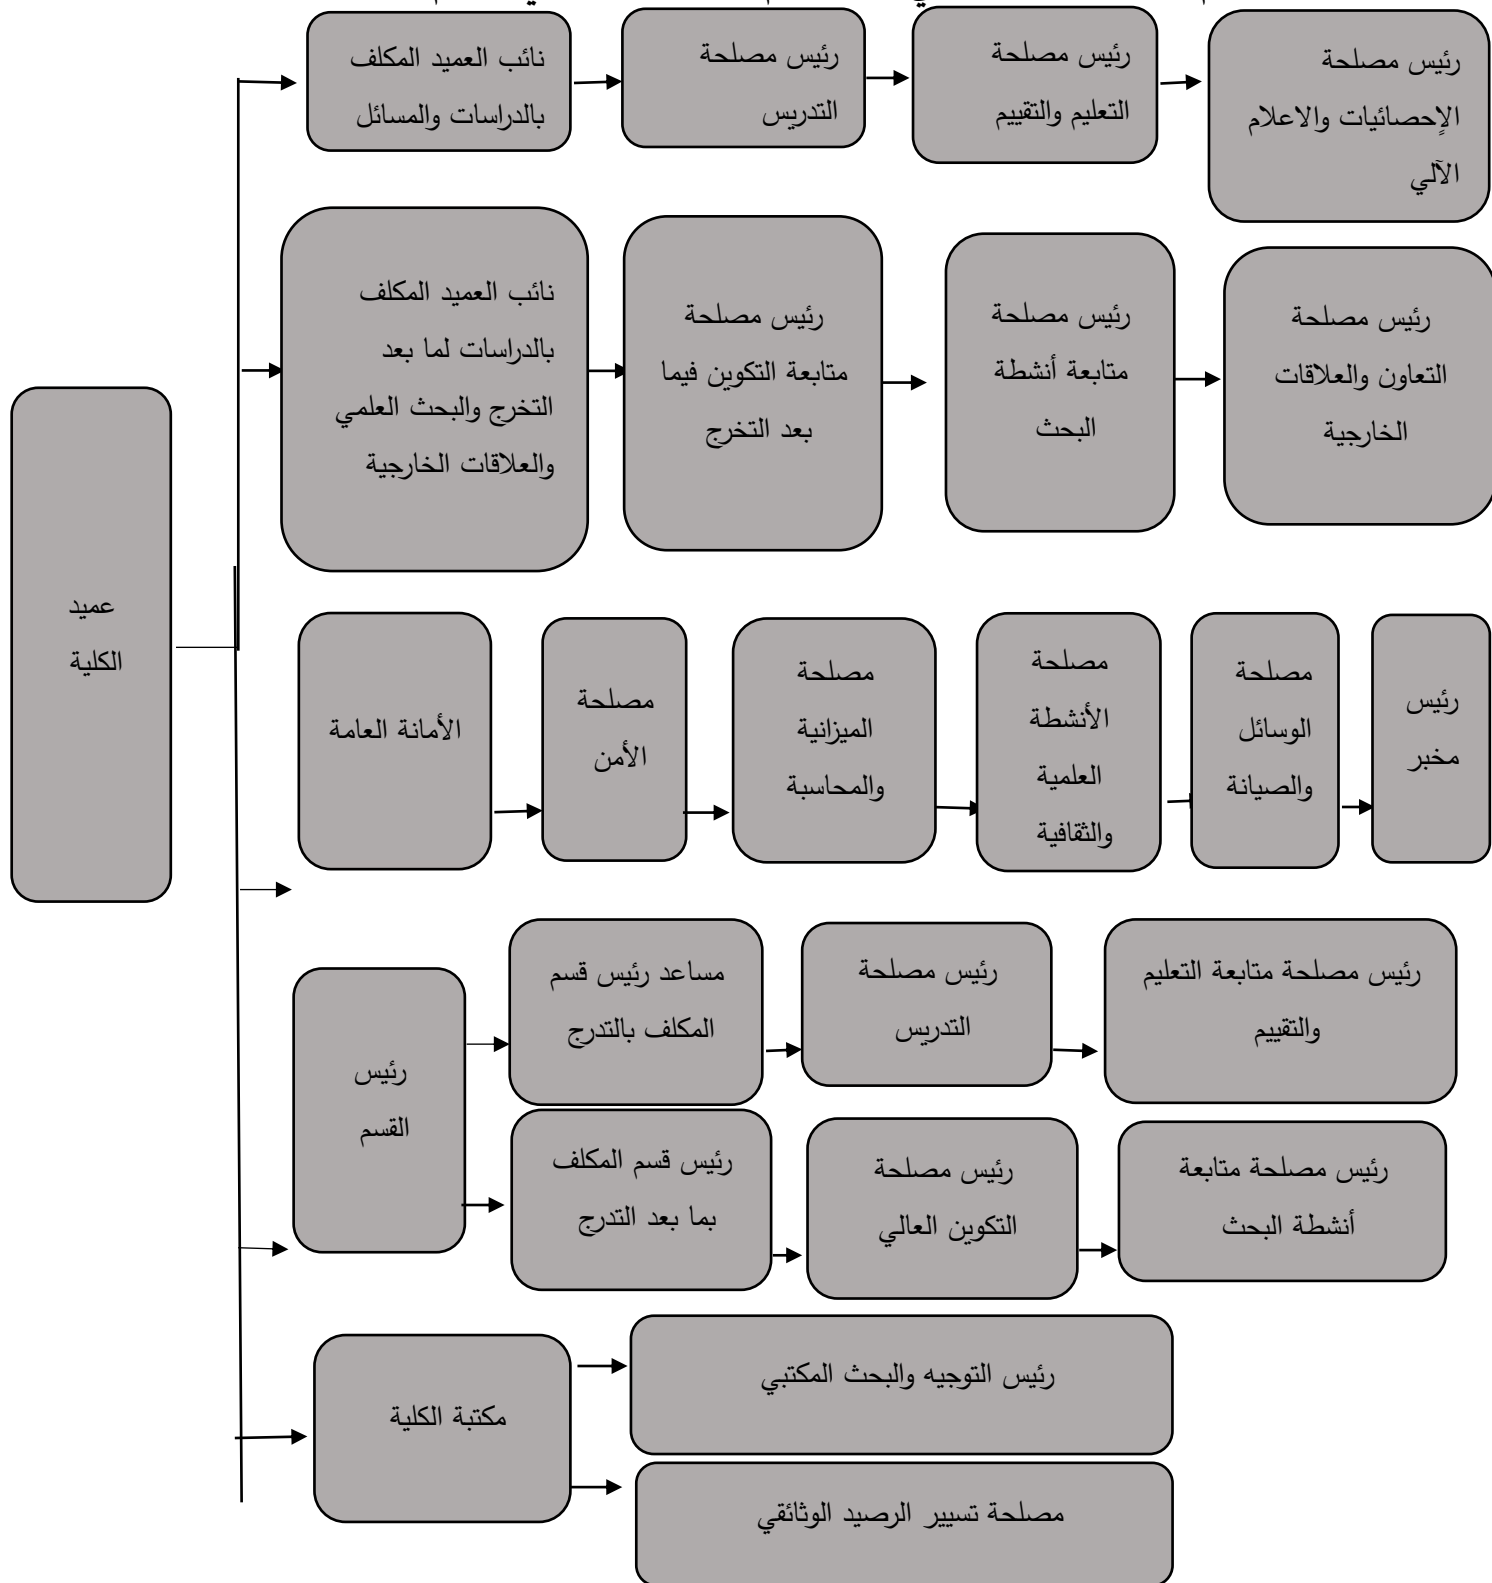 نائب العميد المكلف
بالدراسات والمسائل
رئيس مصلحة
التدريس
رئيس مصلحة
التعليم والتقييم
رئيس مصلحة
الإحصائيات والاعلام
الآلي
نائب العميد المكلف
بالدراسات لما بعد
التخرج والبحث العلمي
والعلاقات الخارجية
رئيس مصلحة
متابعة التكوين فيما
بعد التخرج
رئيس مصلحة
متابعة أنشطة
البحث
رئيس مصلحة
التعاون والعلاقات
الخارجية
عميد
الكلية
الأمانة العامة
مصلحة
الأمن
مصلحة
الميزانية
والمحاسبة
مصلحة
الأنشطة
العلمية
والثقافية
مصلحة
الوسائل
والصيانة
رئيس
مخبر
رئيس
القسم
مساعد رئيس قسم
المكلف بالتدرج
رئيس مصلحة
التدريس
رئيس مصلحة متابعة التعليم
والتقييم
رئيس قسم المكلف
بما بعد التدرج
رئيس مصلحة
التكوين العالي
رئيس مصلحة متابعة
أنشطة البحث
مكتبة الكلية
رئيس التوجيه والبحث المكتبي
مصلحة تسيير الرصيد الوثائقي